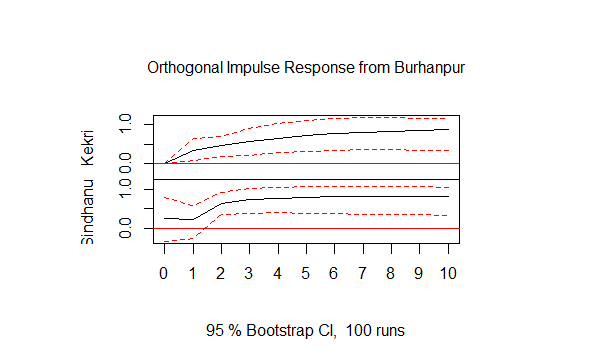 Orthogonal Impulse Response from Burhanpur
Kekri
1.0
0.0
Sindhanu
1.0
0.0
0 1 2 3 4 5 6 7 8 9 10
95 % Bootstrap CI, 100 runs